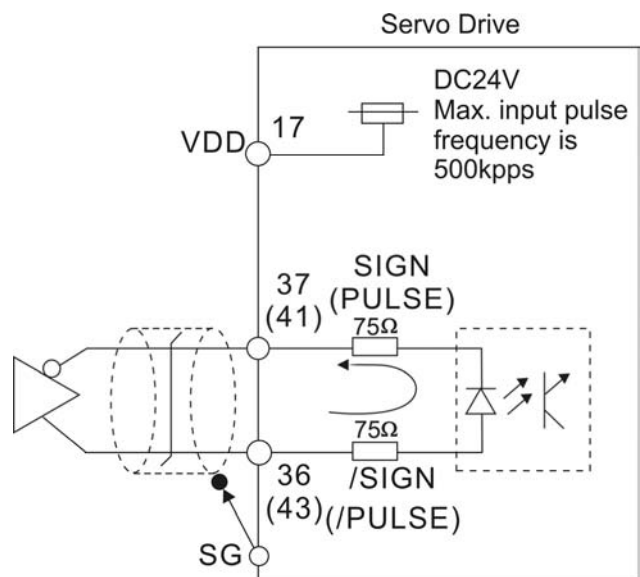 Servo Drive
DC24V
Max. input pulse
frequency is
500kpps
VDD
17
37
(41)
SIGN
(PULSE)
75Ω
75Ω
36
(43)
/SIGN
(/PULSE)
SG